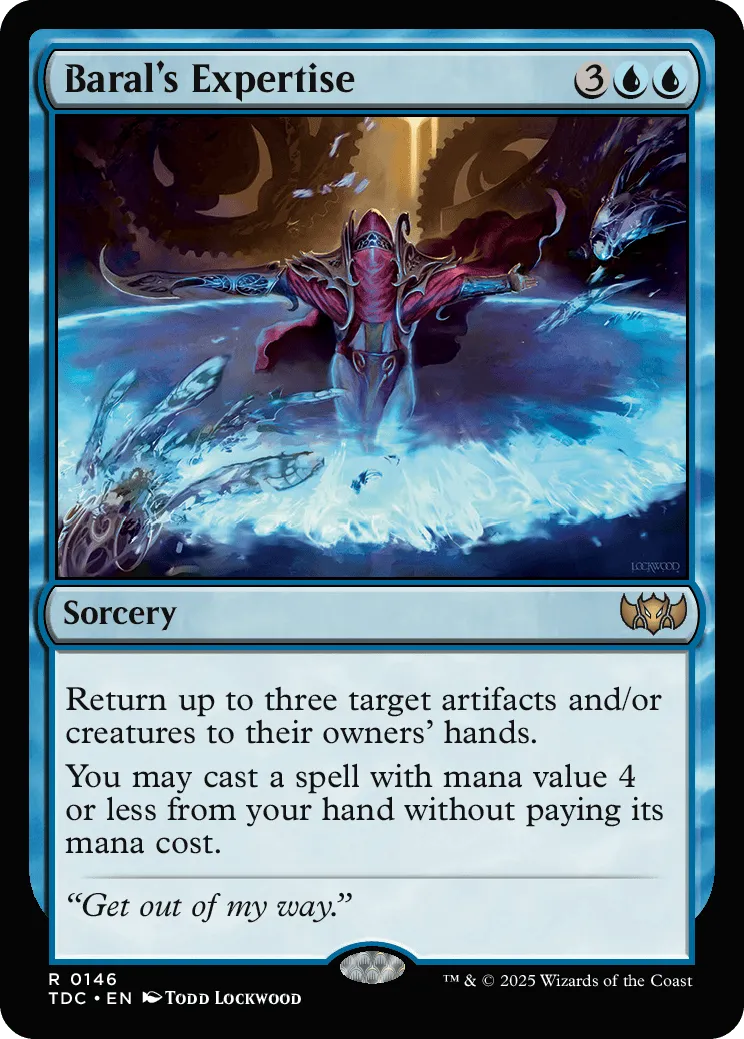 Baral's Expertise 3
LOCKWOOD
Sorcery
Return up to three target artifacts and/or
creatures to their owners' hands.
You may cast a spell with mana value 4
or less from your hand without paying its
mana cost.
“Get out of my way.”
R 0146
TDC • EN Todd Lockwood
™ & © 2025 Wizards of the Coast